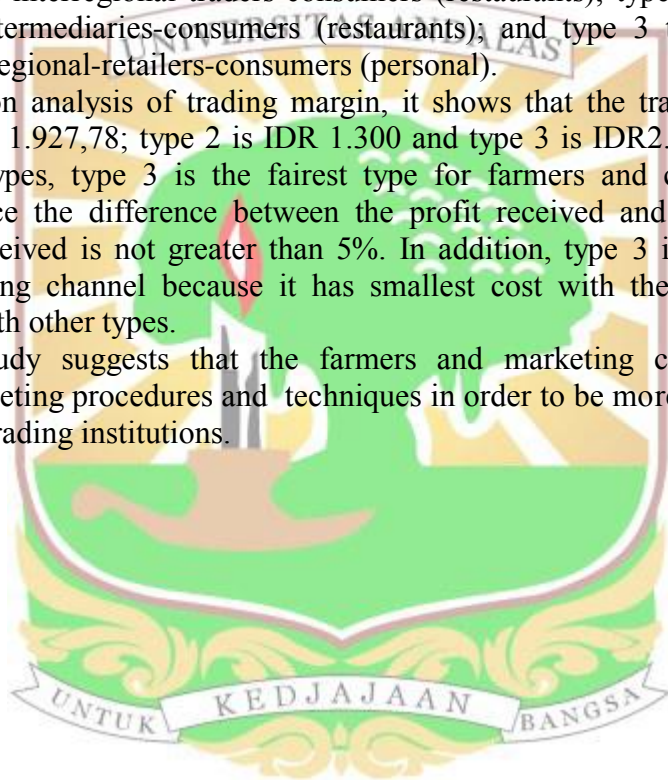 interregional traders-consumers (restaurants); type
termediaries-consumers (restaurants); and type 3 t
egional-retailers-consumers (personal).
on analysis of trading margin, it shows that the tra
1.927,78; type 2 is IDR 1.300 and type 3 is IDR2.
ypes, type 3 is the fairest type for farmers and c
ce the difference between the profit received and
eived is not greater than 5%. In addition, type 3 i
ng channel because it has smallest cost with the
th other types.
udy suggests that the farmers and marketing c
eting procedures and techniques in order to be more
rading institutions.
UNIVERSITAS ANDALAS
UNTUK KEDJAJAAN BANGSA